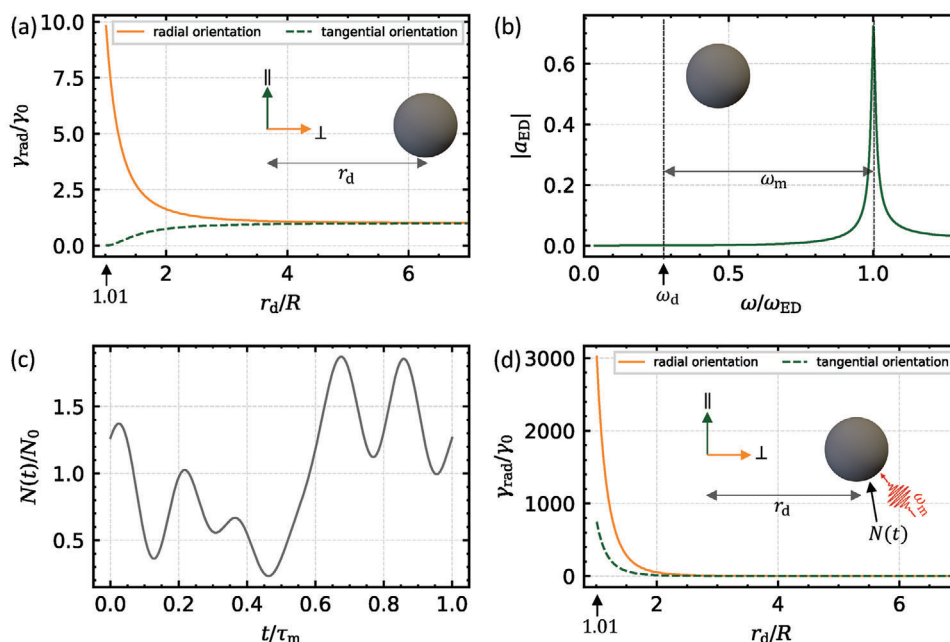 (a)
10.0
7.5
5.0
2.5
0.0
γrad/γ0
radial orientation
tangential orientation
∥
⊥
rd
2
4
6
1.01
rd/R
(b)
0.6
0.4
0.2
0.0
|aED|
ωm
0.0
0.5
1.0
ωd
ω/ωED
(c)
1.5
1.0
0.5
N(t)/N0
0.0
0.2
0.4
0.6
0.8
1.0
t/τm
(d)
3000
2000
1000
0
γrad/γ0
radial orientation
tangential orientation
∥
⊥
rd
ωm
N(t)
2
4
6
1.01
rd/R